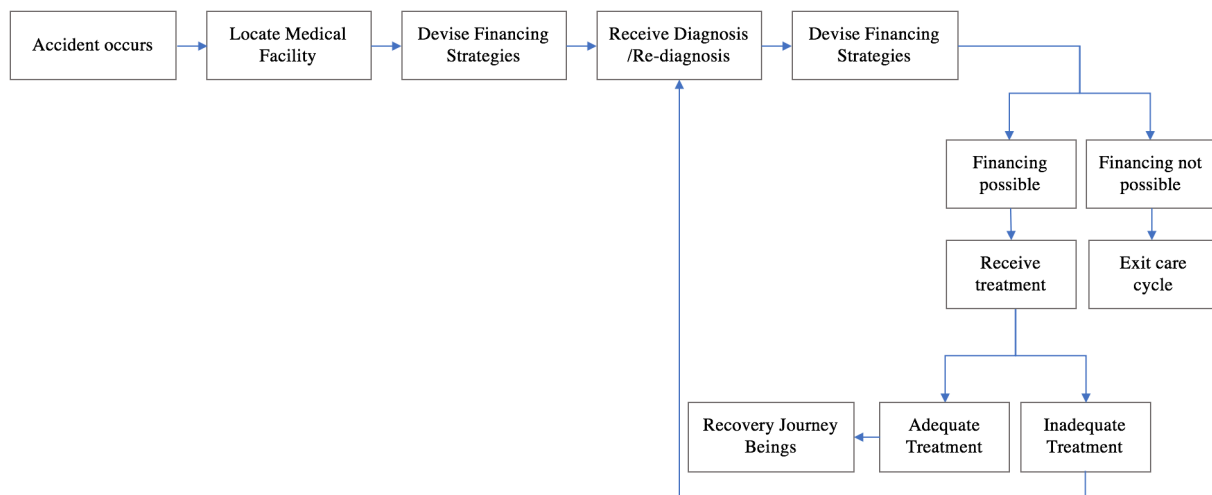 Accident occurs
Locate Medical
Facility
Devise Financing
Strategies
Receive Diagnosis
/Re-diagnosis
Devise Financing
Strategies
Financing
possible
Financing not
possible
Receive
treatment
Exit care
cycle
Recovery Journey
Beings
Adequate
Treatment
Inadequate
Treatment